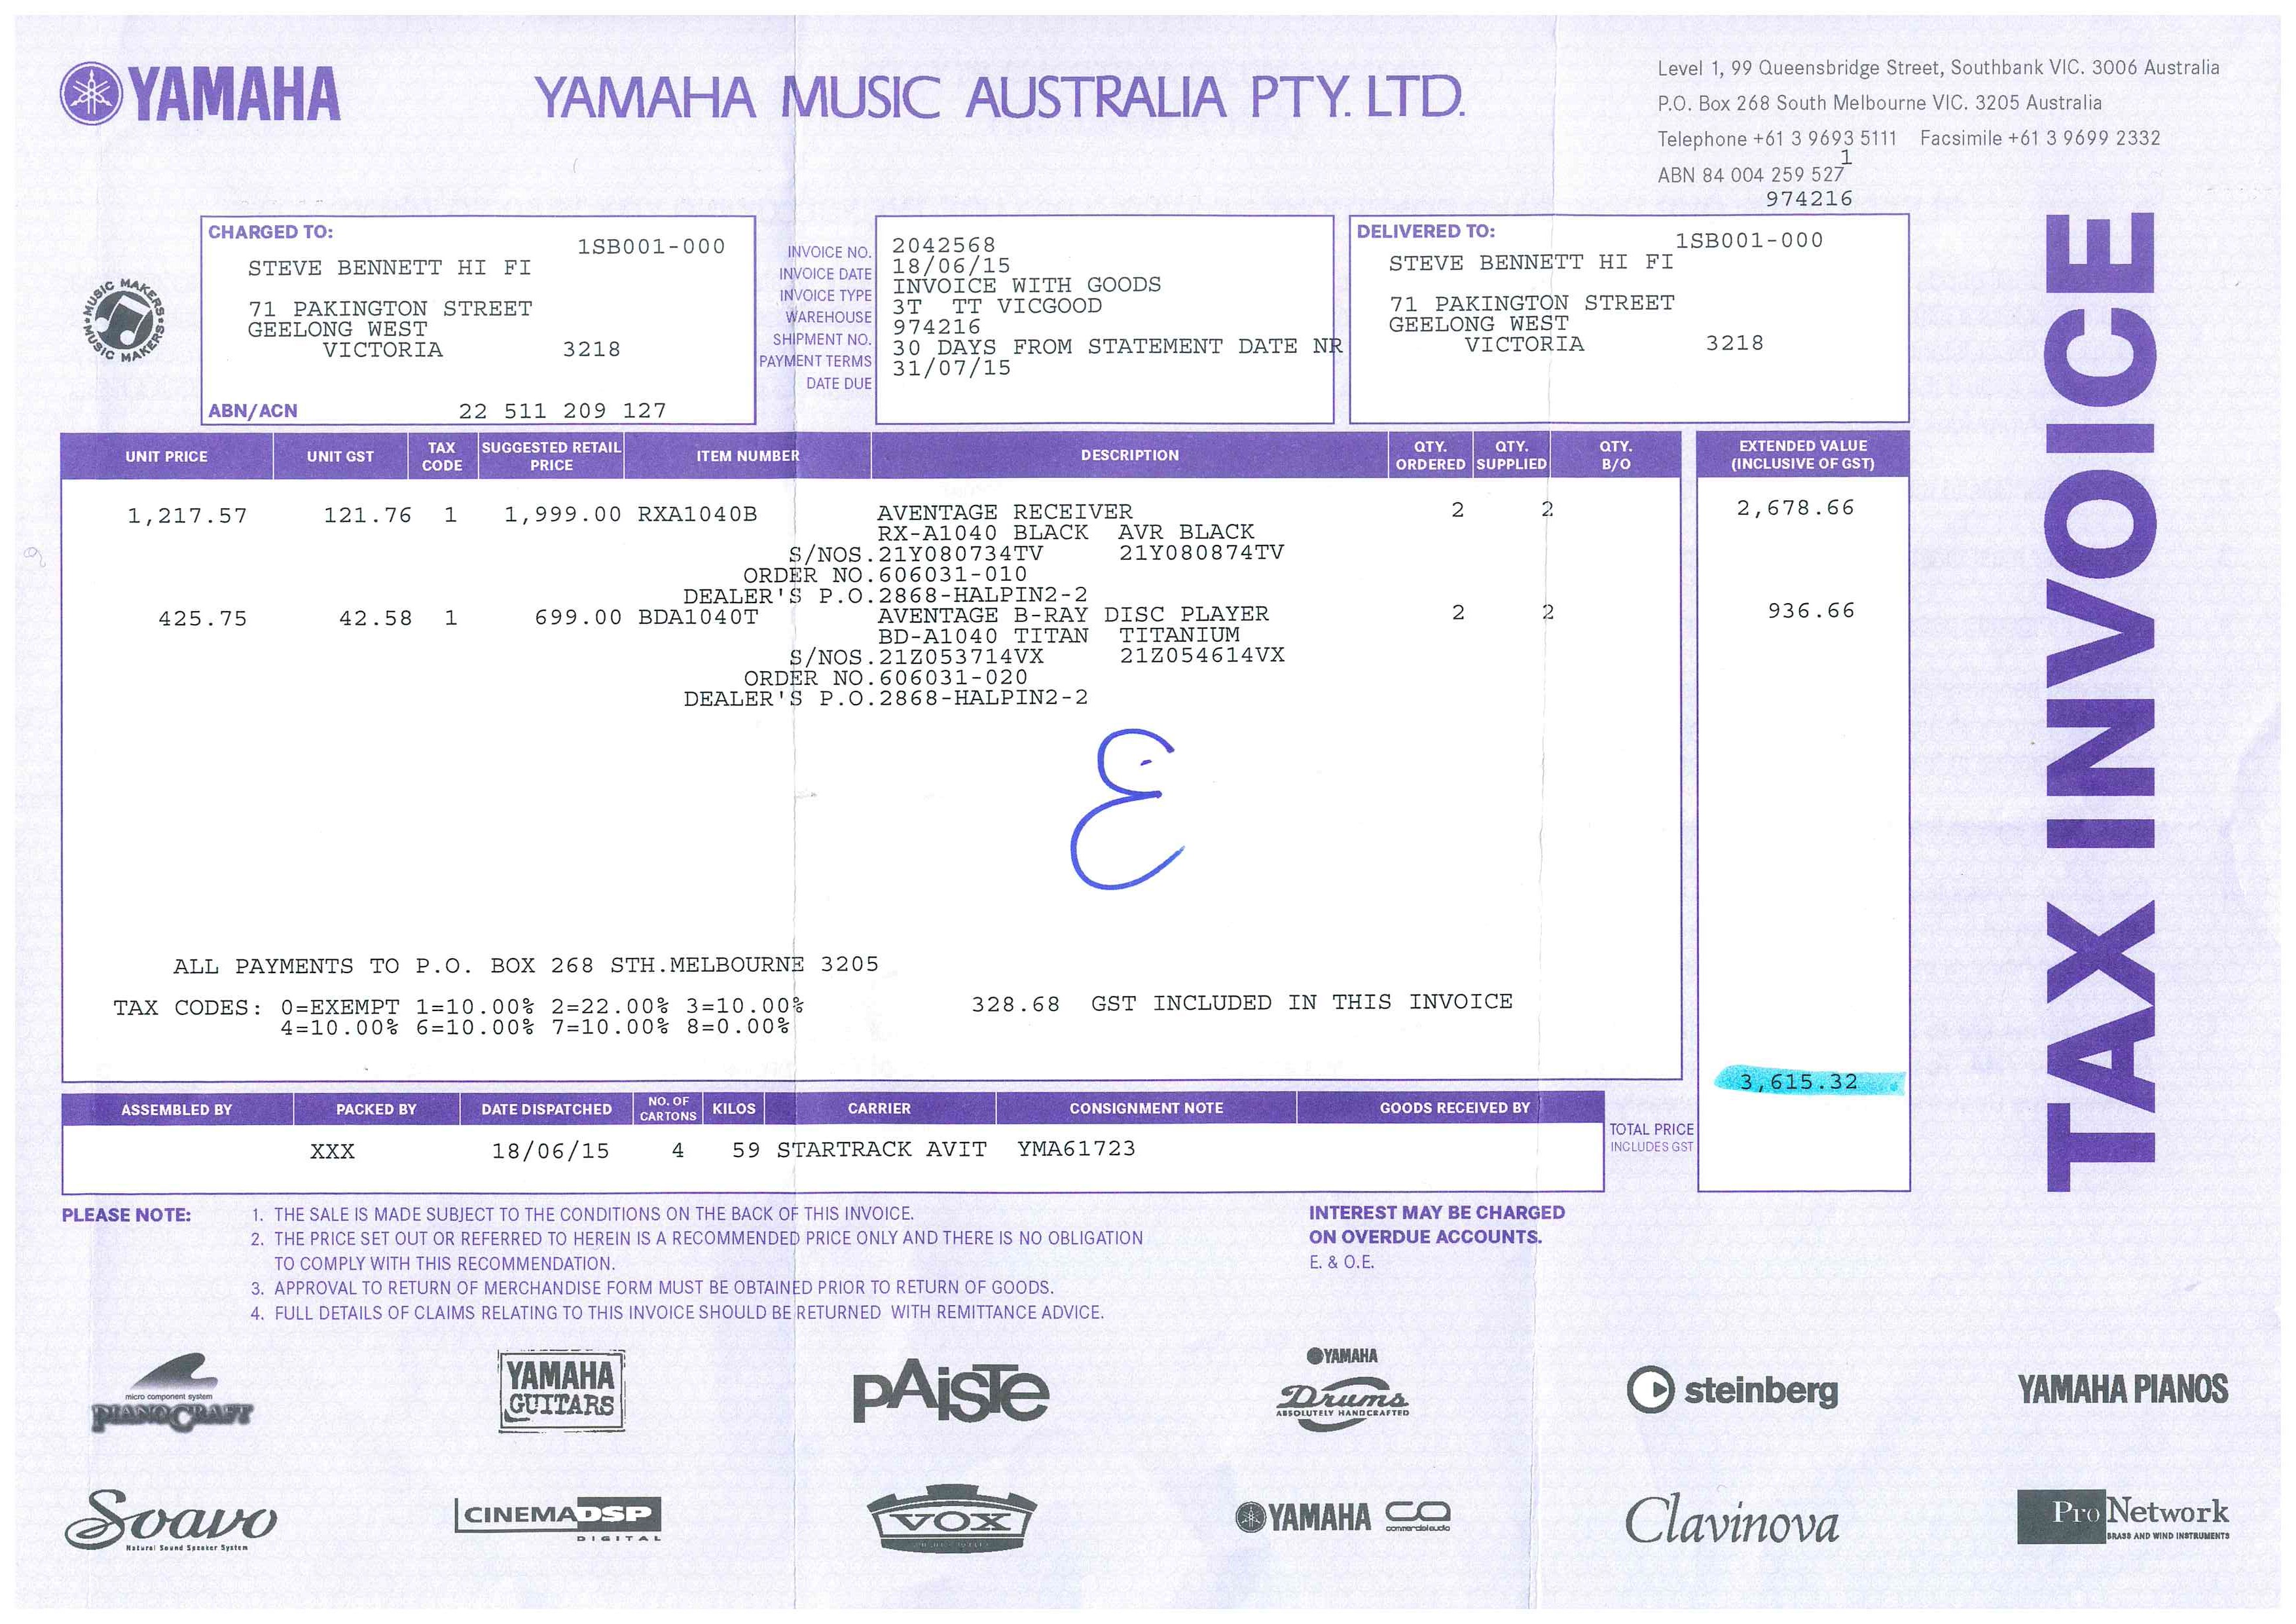 YAMAHA
YAMAHA MUSIC AUSTRALIA PTY. LTD.
Level 1, 99 Queensbridge Street, Southbank VIC. 3006 Australia
P.O. Box 268 South Melbourne VIC. 3205 Australia
Telephone +61 3 9693 5111 Facsimile +61 3 9699 2332
1
ABN 84 004 259 527
974216
MUSIC MAKERS MUSIC MAKERS
CHARGED TO:
1SB001-000
STEVE BENNETT HI FI
71 PAKINGTON STREET
GEELONG WEST
VICTORIA 3218
ABN/ACN 22 511 209 127
INVOICE NO. 2042568
INVOICE DATE 18/06/15
INVOICE TYPE INVOICE WITH GOODS
WAREHOUSE 3T TT VICGOOD
SHIPMENT NO. 974216
PAYMENT TERMS 30 DAYS FROM STATEMENT DATE NR
DATE DUE 31/07/15
DELIVERED TO:
1SB001-000
STEVE BENNETT HI FI
71 PAKINGTON STREET
GEELONG WEST
VICTORIA 3218
TAX INVOICE
UNIT PRICE UNIT GST TAX CODE SUGGESTED RETAIL PRICE ITEM NUMBER DESCRIPTION QTY. ORDERED QTY. SUPPLIED QTY. B/O EXTENDED VALUE (INCLUSIVE OF GST)
1,217.57 121.76 1 1,999.00 RXA1040B AVENTAGE RECEIVER 2 2 2,678.66
RX-A1040 BLACK AVR BLACK
S/NOS.21Y080734TV 21Y080874TV
ORDER NO.606031-010
DEALER'S P.O.2868-HALPIN2-2
425.75 42.58 1 699.00 BDA1040T AVENTAGE B-RAY DISC PLAYER 2 2 936.66
BD-A1040 TITAN TITANIUM
S/NOS.21Z053714VX 21Z054614VX
ORDER NO.606031-020
DEALER'S P.O.2868-HALPIN2-2
ALL PAYMENTS TO P.O. BOX 268 STH.MELBOURNE 3205
TAX CODES: 0=EXEMPT 1=10.00% 2=22.00% 3=10.00% 328.68 GST INCLUDED IN THIS INVOICE
4=10.00% 6=10.00% 7=10.00% 8=0.00%
3,615.32
ASSEMBLED BY PACKED BY DATE DISPATCHED NO. OF CARTONS KILOS CARRIER CONSIGNMENT NOTE GOODS RECEIVED BY
TOTAL PRICE
INCLUDES GST
XXX 18/06/15 4 59 STARTRACK AVIT YMA61723
PLEASE NOTE:
1. THE SALE IS MADE SUBJECT TO THE CONDITIONS ON THE BACK OF THIS INVOICE.
2. THE PRICE SET OUT OR REFERRED TO HEREIN IS A RECOMMENDED PRICE ONLY AND THERE IS NO OBLIGATION
TO COMPLY WITH THIS RECOMMENDATION.
3. APPROVAL TO RETURN OF MERCHANDISE FORM MUST BE OBTAINED PRIOR TO RETURN OF GOODS.
4. FULL DETAILS OF CLAIMS RELATING TO THIS INVOICE SHOULD BE RETURNED WITH REMITTANCE ADVICE.
INTEREST MAY BE CHARGED
ON OVERDUE ACCOUNTS.
E. & O.E.
micro component system
PIANOCRAFT
YAMAHA
GUITARS
PAiSTe
YAMAHA
Drums
ABSOLUTELY HANDCRAFTED
steinberg
YAMAHA PIANOS
Soavo
Natural Sound Speaker System
CINEMA DSP
DIGITAL
VOX
YAMAHA CA
commercial audio
Clavinova
Pro Network
BRASS AND WIND INSTRUMENTS